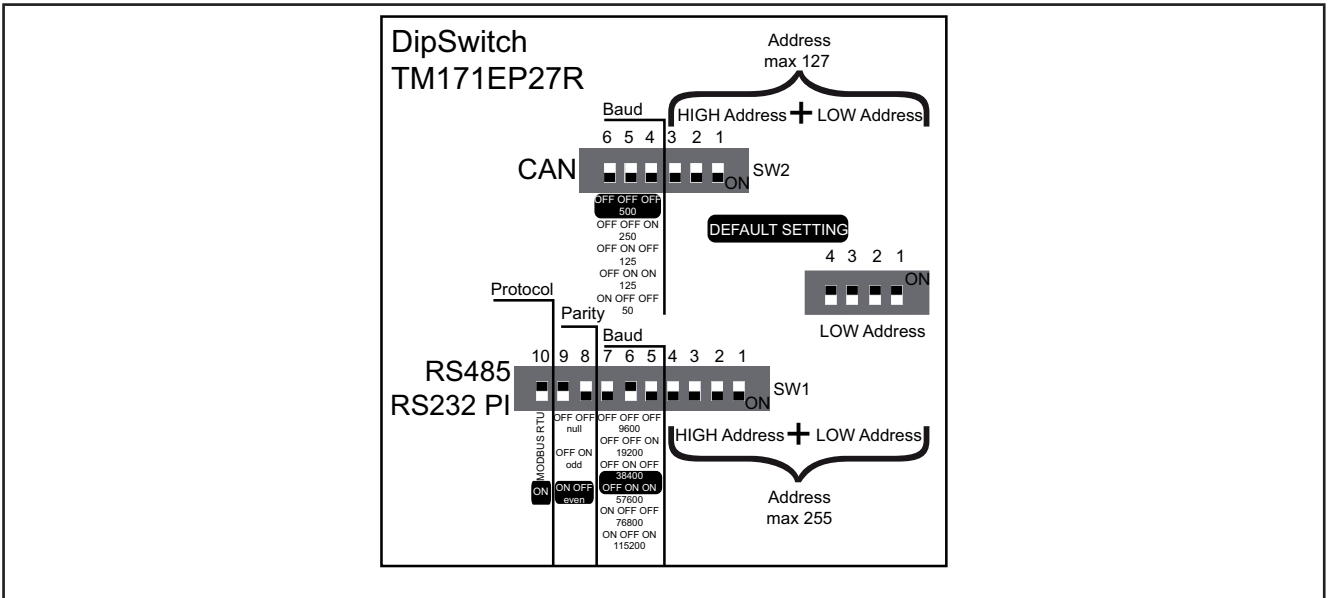 DipSwitch
TM171EP27R
Address
max 127
Baud
HIGH Address + LOW Address
6 5 4 3 2 1
CAN
ON
SW2
OFF OFF OFF
500
OFF OFF ON
250
OFF ON OFF
125
OFF ON ON
125
ON OFF OFF
50
DEFAULT SETTING
4 3 2 1
ON
LOW Address
Protocol
Parity
Baud
10 9 8 7 6 5 4 3 2 1
RS485
RS232 PI
ON
SW1
MODBUS RTU
ON
OFF OFF
null
OFF ON
odd
ON OFF
even
OFF OFF OFF
9600
OFF OFF ON
19200
OFF ON OFF
38400
OFF ON ON
57600
ON OFF OFF
76800
ON OFF ON
115200
HIGH Address + LOW Address
Address
max 255